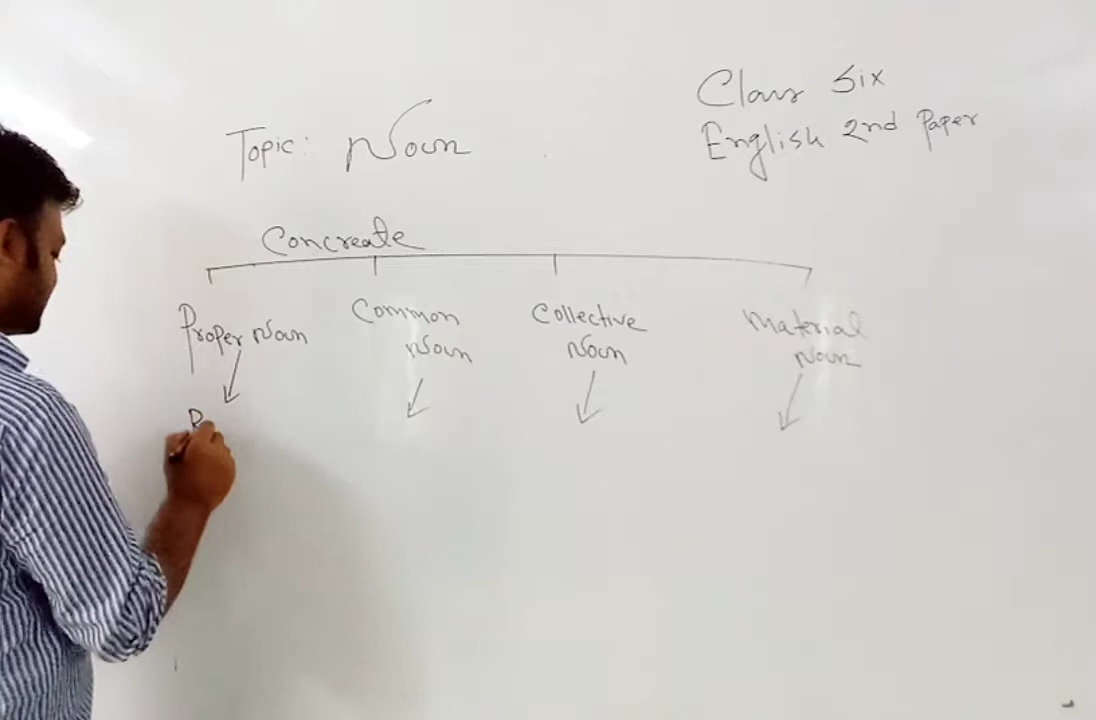 Class Six
English 2nd Paper
Topic: Noun
Concreate
Proper Noun
Common
Noun
Collective
Noun
Material
Noun
R